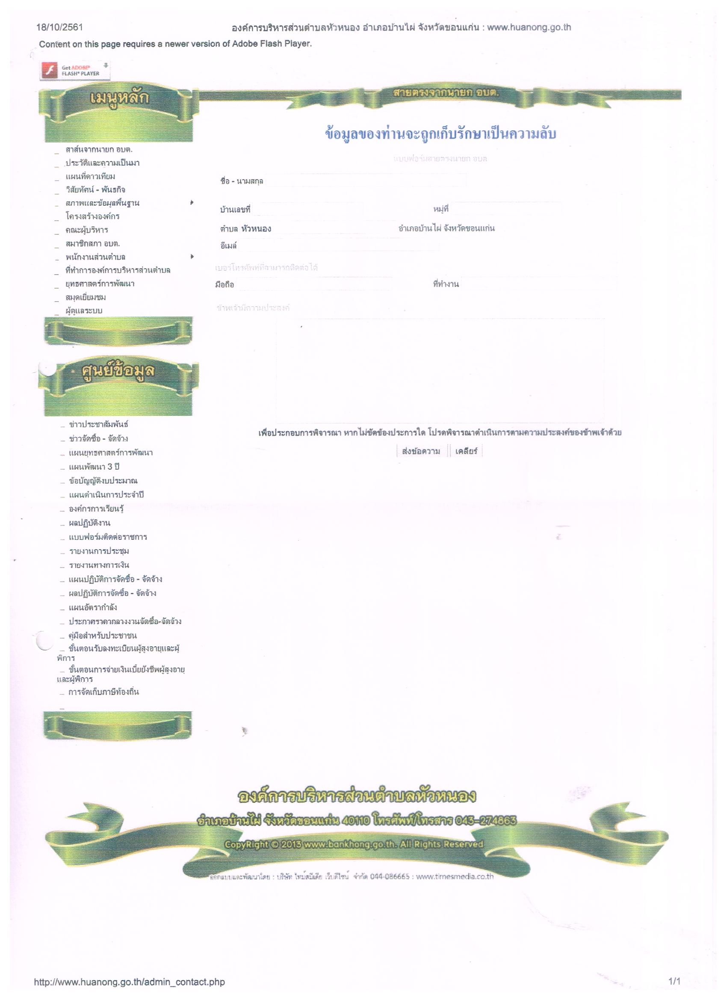 18/10/2561
องค์การบริหารส่วนตำบลหัวหนอง อำเภอบ้านไผ่ จังหวัดขอนแก่น : www.huanong.go.th
Content on this page requires a newer version of Adobe Flash Player.
Get ADOBE®
FLASH® PLAYER
เมนูหลัก
สาส์นจากนายก อบต.
ประวัติและความเป็นมา
แผนที่ดาวเทียม
วิสัยทัศน์ - พันธกิจ
สภาพและข้อมูลพื้นฐาน
โครงสร้างองค์กร
คณะผู้บริหาร
สมาชิกสภา อบต.
พนักงานส่วนตำบล
ที่ทำการองค์การบริหารส่วนตำบล
ยุทธศาสตร์การพัฒนา
สมุดเยี่ยมชม
ผู้ดูแลระบบ
ศูนย์ข้อมูล
ข่าวประชาสัมพันธ์
ข่าวจัดซื้อ - จัดจ้าง
แผนยุทธศาสตร์การพัฒนา
แผนพัฒนา 3 ปี
ข้อบัญญัติงบประมาณ
แผนดำเนินการประจำปี
องค์กรการเรียนรู้
ผลปฏิบัติงาน
แบบฟอร์มติดต่อราชการ
รายงานการประชุม
รายงานทางการเงิน
แผนปฏิบัติการจัดซื้อ - จัดจ้าง
ผลปฏิบัติการจัดซื้อ - จัดจ้าง
แผนอัตรากำลัง
ประกาศราคากลางงานจัดซื้อ-จัดจ้าง
คู่มือสำหรับประชาชน
ขั้นตอนรับลงทะเบียนผู้สูงอายุและผู้
พิการ
ขั้นตอนการจ่ายเงินเบี้ยยังชีพผู้สูงอายุ
และผู้พิการ
การจัดเก็บภาษีท้องถิ่น
สายตรงจากนายก อบต.
ข้อมูลของท่านจะถูกเก็บรักษาเป็นความลับ
แบบฟอร์มสายตรงนายก อบต
ชื่อ - นามสกุล
บ้านเลขที่ หมู่ที่
ตำบล หัวหนอง อำเภอบ้านไผ่ จังหวัดขอนแก่น
อีเมล์
เบอร์โทรศัพท์ที่สามารถติดต่อได้
มือถือ ที่ทำงาน
ข้าพเจ้ามีความประสงค์
เพื่อประกอบการพิจารณา หากไม่ขัดข้องประการใด โปรดพิจารณาดำเนินการตามความประสงค์ของข้าพเจ้าด้วย
ส่งข้อความ เคลียร์
องค์การบริหารส่วนตำบลหัวหนอง
อำเภอบ้านไผ่ จังหวัดขอนแก่น 40110 โทรศัพท์/โทรสาร 043-274863
CopyRight © 2013 www.bankhong.go.th. All Rights Reserved
ออกแบบและพัฒนาโดย : บริษัท ไทม์สมีเดีย เว็บดีไซน์ จำกัด 044-086665 : www.timesmedia.co.th
http://www.huanong.go.th/admin_contact.php
1/1